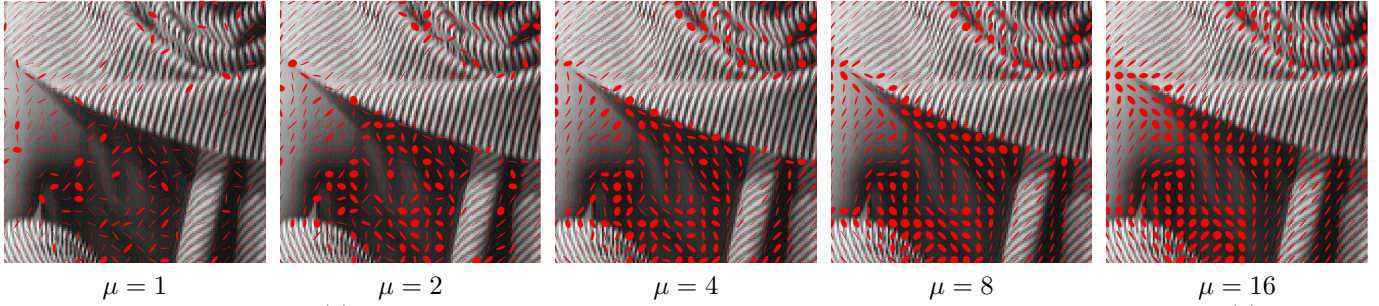 μ = 1 μ = 2 μ = 4 μ = 8 μ = 16